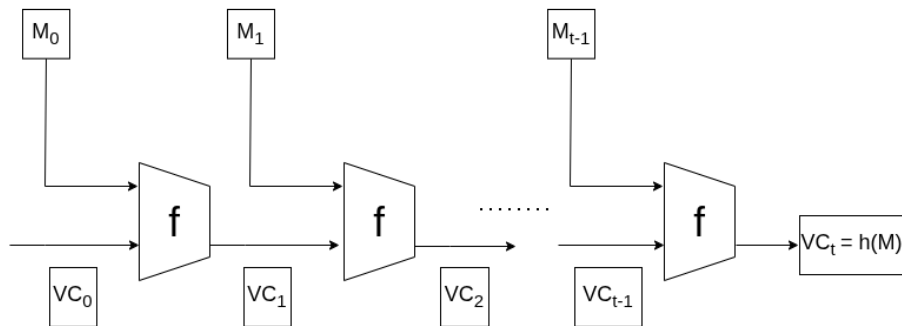 M₀
M₁
Mₜ₋₁
f
f
........
f
VCₜ = h(M)
VC₀
VC₁
VC₂
VCₜ₋₁